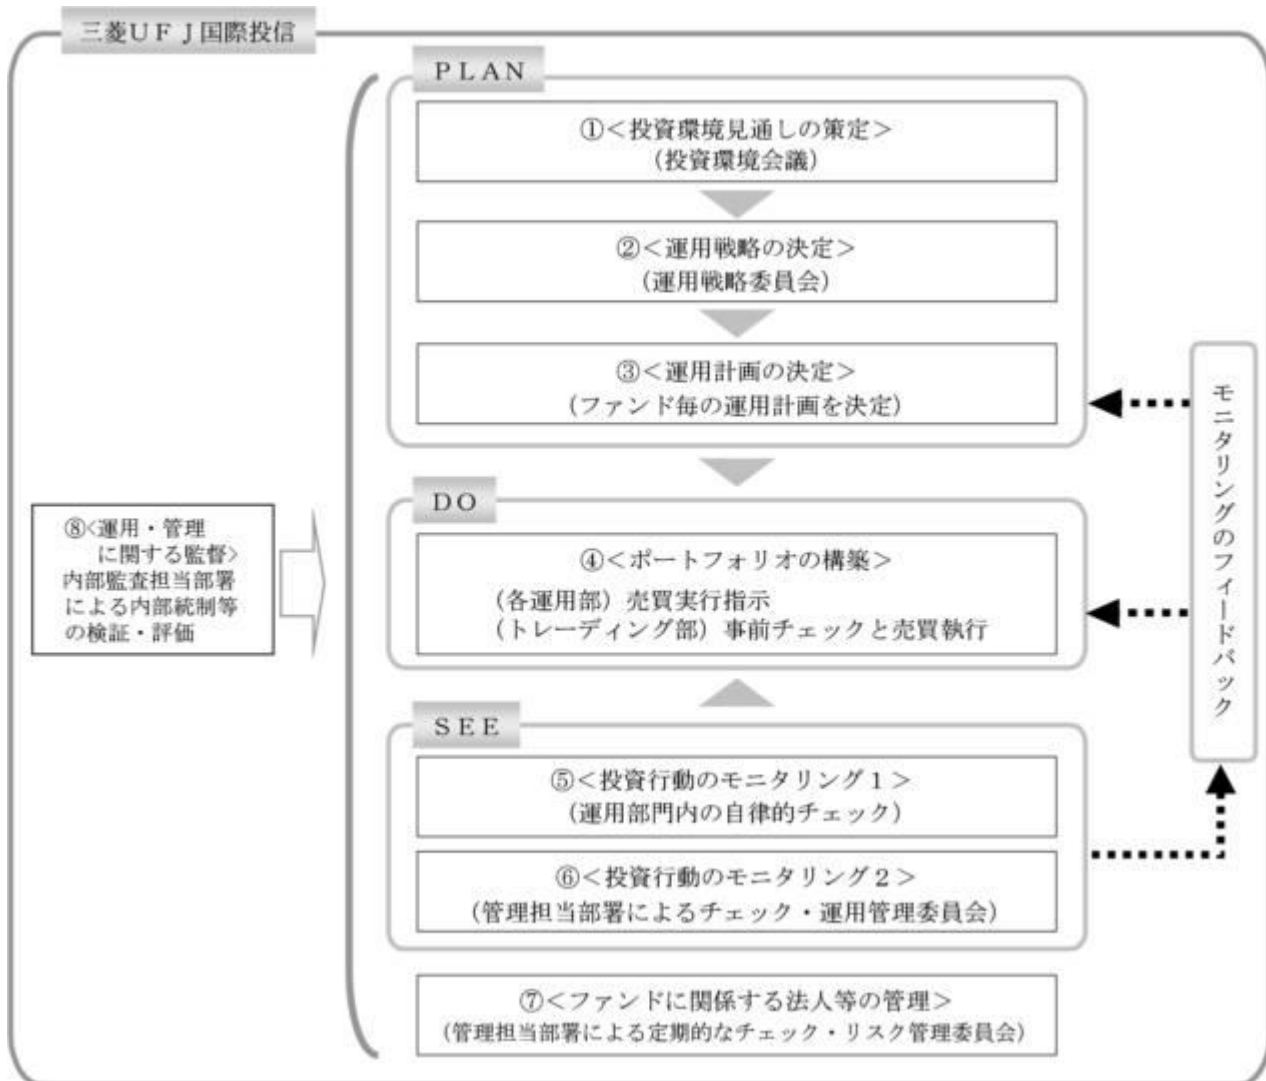 三菱UFJ国際投信
PLAN
①<投資環境見通しの策定>
(投資環境会議)
②<運用戦略の決定>
(運用戦略委員会)
③<運用計画の決定>
(ファンド毎の運用計画を決定)
DO
④<ポートフォリオの構築>
(各運用部)売買実行指示
(トレーディング部)事前チェックと売買執行
SEE
⑤<投資行動のモニタリング1>
(運用部門内の自律的チェック)
⑥<投資行動のモニタリング2>
(管理担当部署によるチェック・運用管理委員会)
⑦<ファンドに関係する法人等の管理>
(管理担当部署による定期的なチェック・リスク管理委員会)
⑧<運用・管理
に関する監督>
内部監査担当部署
による内部統制等
の検証・評価
モニタリングのフィードバック